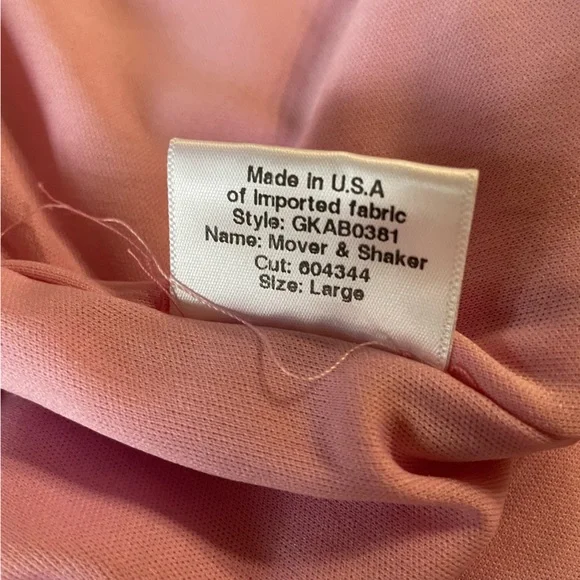 Made in U.S.A
of Imported fabric
Style: GKAB0381
Name: Mover & Shaker
Cut: 604344
Size: Large